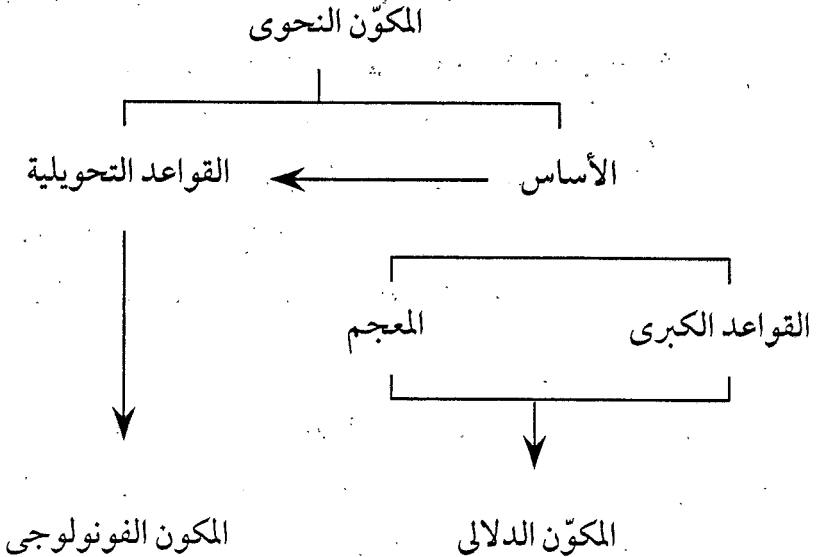 المكوّن النحوى
الأساس
القواعد التحويلية
القواعد الكبرى
المعجم
المكوّن الدلالى
المكون الفونولوجى